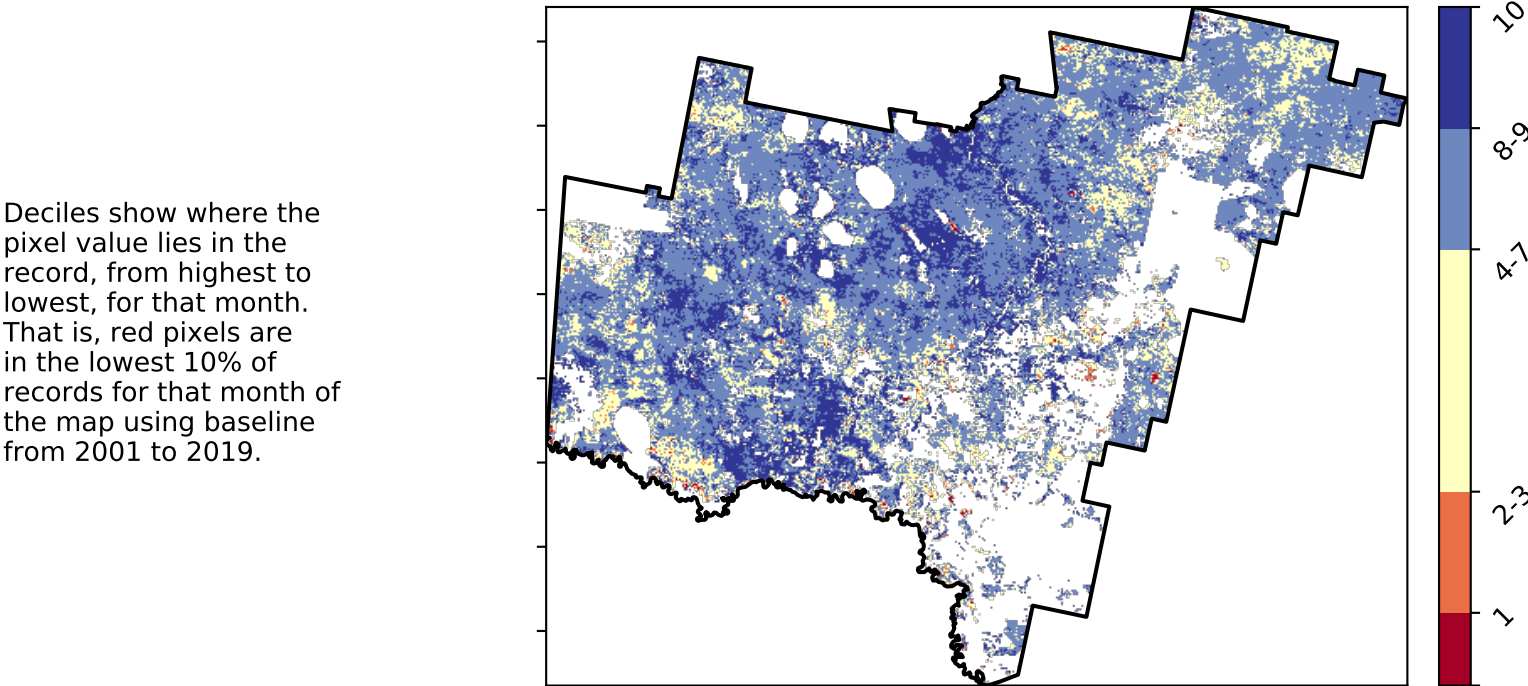 Deciles show where the
pixel value lies in the
record, from highest to
lowest, for that month.
That is, red pixels are
in the lowest 10% of
records for that month of
the map using baseline
from 2001 to 2019.
10
8-9
4-7
2-3
1